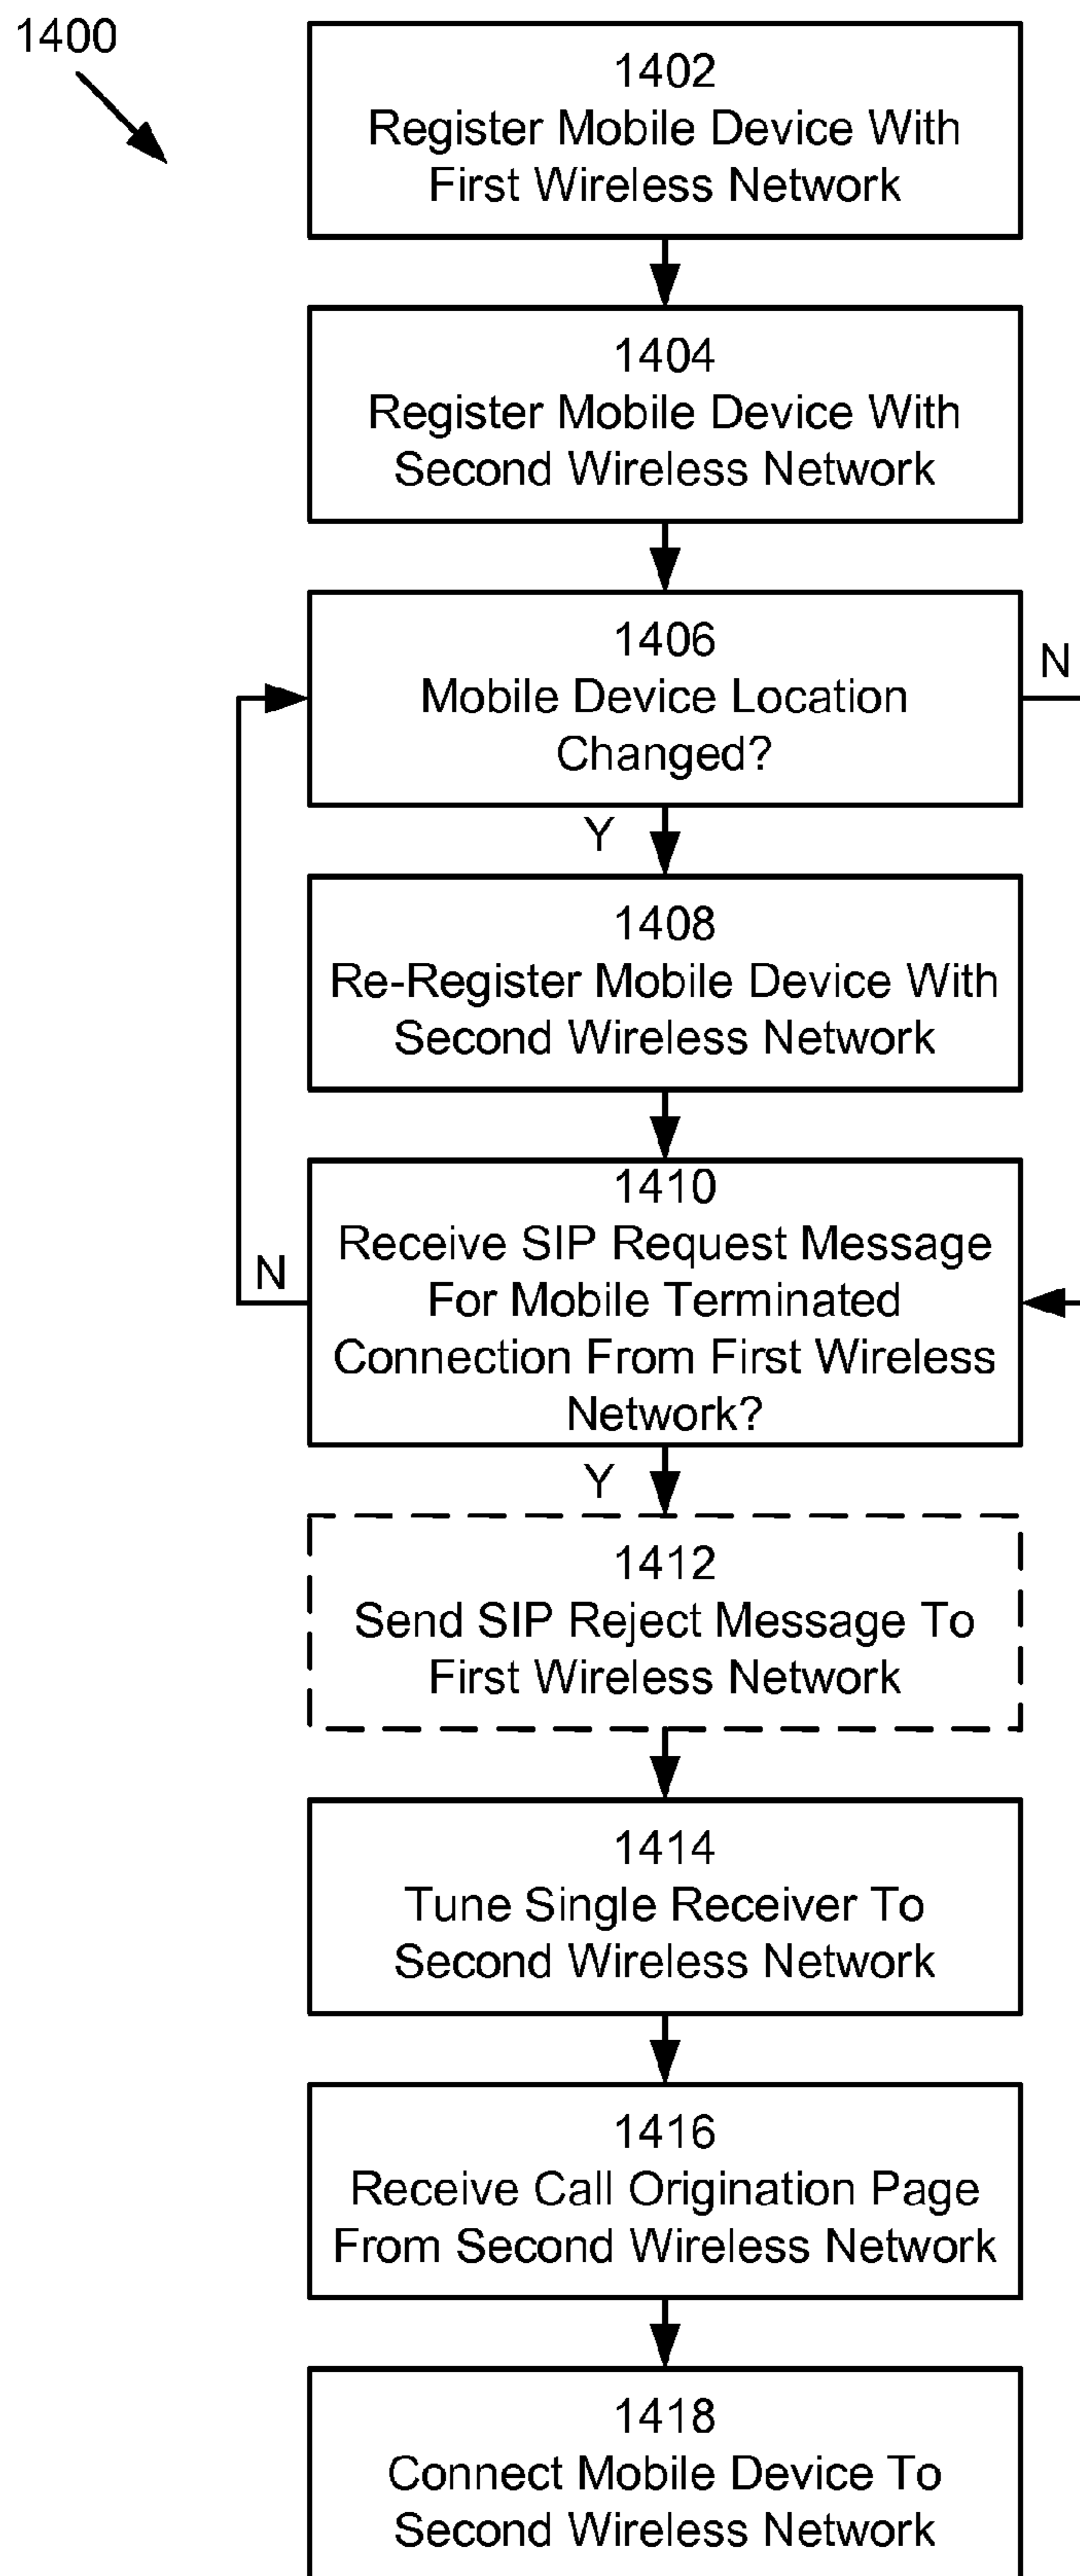 1400
1402
Register Mobile Device With
First Wireless Network
1404
Register Mobile Device With
Second Wireless Network
1406
Mobile Device Location
Changed?
N
Y
1408
Re-Register Mobile Device With
Second Wireless Network
1410
Receive SIP Request Message
For Mobile Terminated
Connection From First Wireless
Network?
N
Y
1412
Send SIP Reject Message To
First Wireless Network
1414
Tune Single Receiver To
Second Wireless Network
1416
Receive Call Origination Page
From Second Wireless Network
1418
Connect Mobile Device To
Second Wireless Network